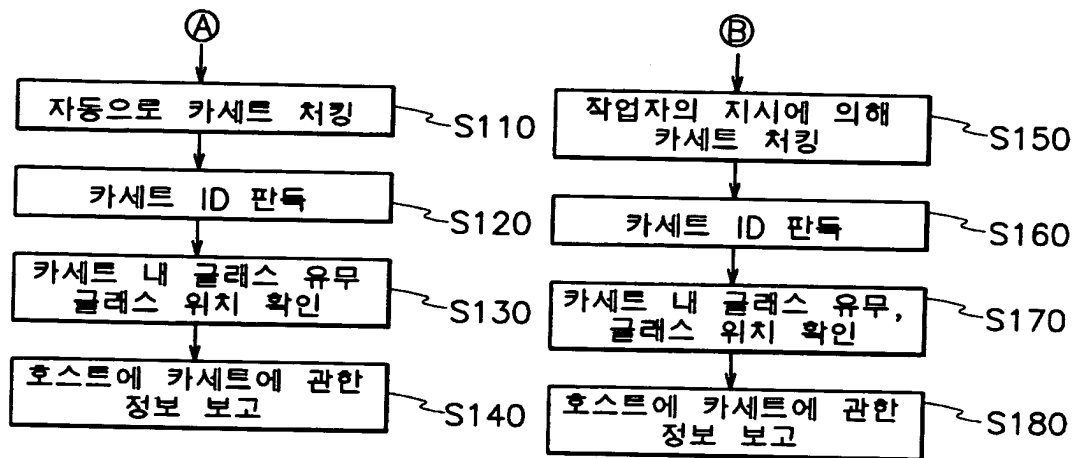 Ⓐ
자동으로 카세트 처킹
S110
카세트 ID 판독
S120
카세트 내 글래스 유무
글래스 위치 확인
S130
호스트에 카세트에 관한
정보 보고
S140
Ⓑ
작업자의 지시에 의해
카세트 처킹
S150
카세트 ID 판독
S160
카세트 내 글래스 유무,
글래스 위치 확인
S170
호스트에 카세트에 관한
정보 보고
S180